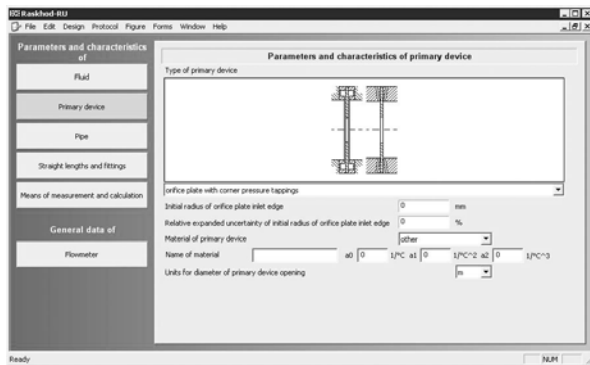 Raskhod-RU
File Edit Design Protocol Figure Forms Window Help
Parameters and characteristics of
Fluid
Primary device
Pipe
Straight lengths and fittings
Means of measurement and calculation
General data of
Flowmeter
Parameters and characteristics of primary device
Type of primary device
orifice plate with corner pressure tappings
Initial radius of orifice plate inlet edge 0 mm
Relative expanded uncertainty of initial radius of orifice plate inlet edge 0 %
Material of primary device other
Name of material a0 0 1/°C a1 0 1/°C^2 a2 0 1/°C^3
Units for diameter of primary device opening m
Ready NUM